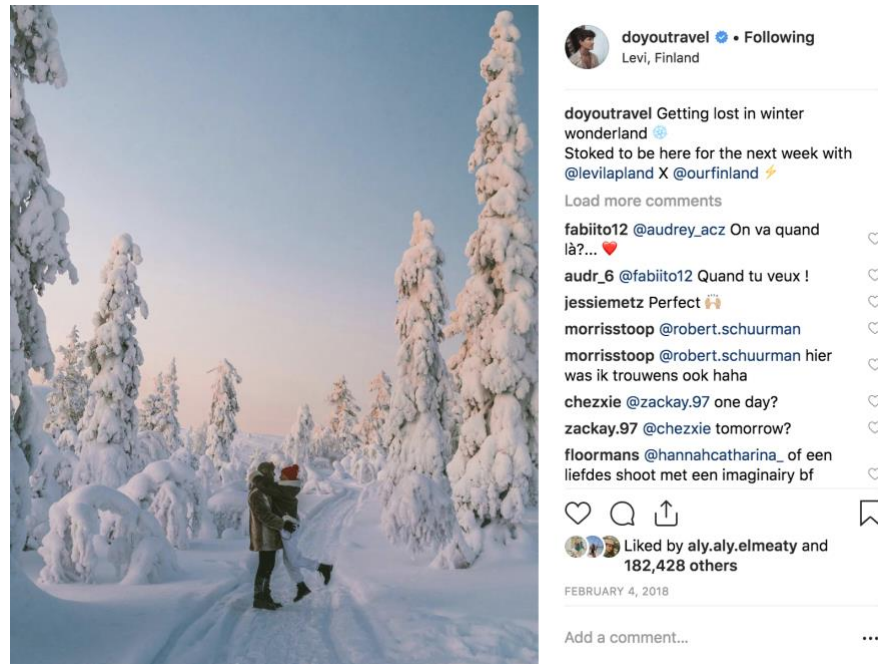 doyoutravel • Following
Levi, Finland
doyoutravel Getting lost in winter
wonderland ❄️
Stoked to be here for the next week with
@levilapland X @ourfinland ⚡
Load more comments
fabiito12 @audrey_acz On va quand
là?... ❤️
audr_6 @fabiito12 Quand tu veux !
jessiemetz Perfect 🙌🏼
morrisstoop @robert.schuurman
morrisstoop @robert.schuurman hier
was ik trouwens ook haha
chezxie @zackay.97 one day?
zackay.97 @chezxie tomorrow?
floormans @hannahcatharina_ of een
liefdes shoot met een imaginairy bf
Liked by aly.aly.elmeaty and
182,428 others
FEBRUARY 4, 2018
Add a comment...